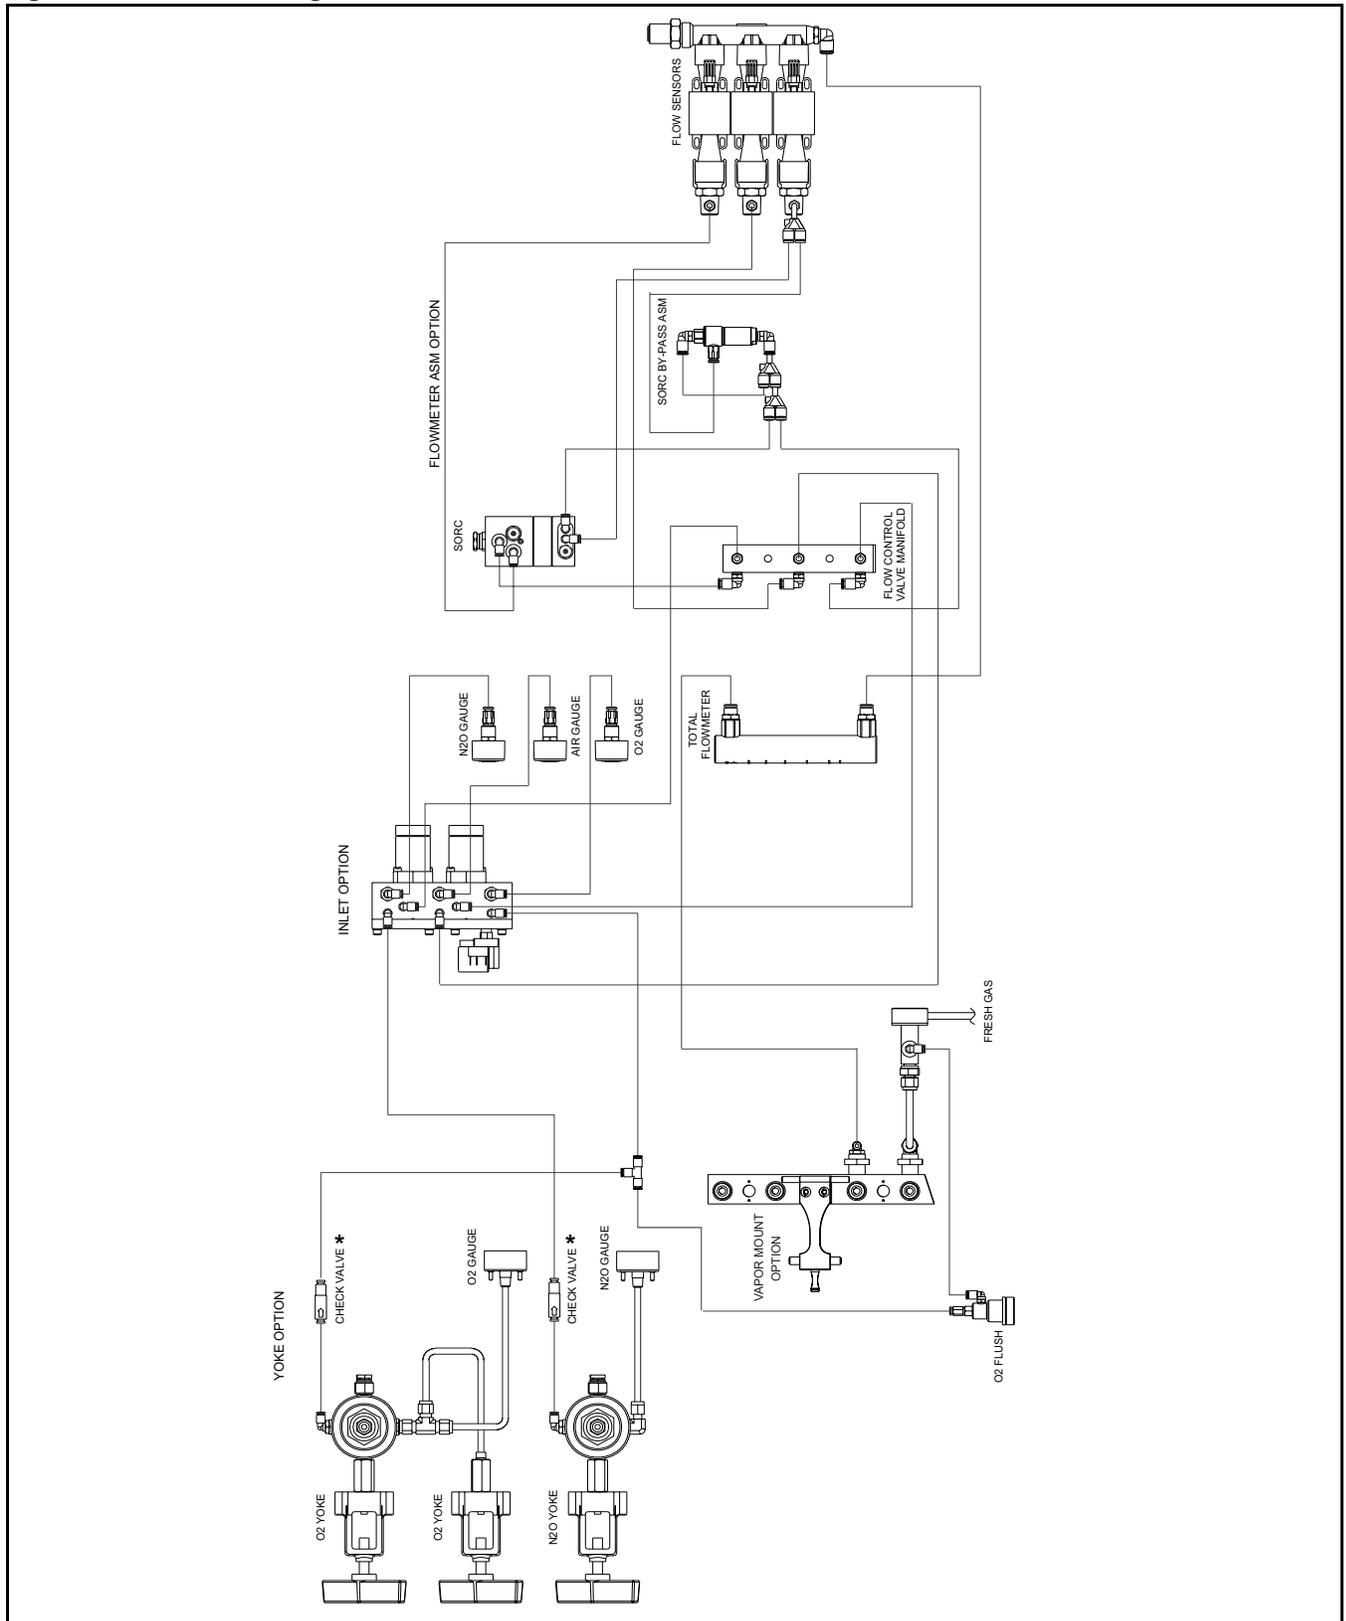 FLOW SENSORS
FLOWMETER ASM OPTION
SORC BY-PASS ASM
SORC
FLOW CONTROL
VALVE MANIFOLD
N2O GAUGE
AIR GAUGE
O2 GAUGE
TOTAL
FLOWMETER
INLET OPTION
FRESH GAS
VAPOR MOUNT
OPTION
O2 FLUSH
YOKE OPTION
CHECK VALVE *
O2 GAUGE
CHECK VALVE *
N2O GAUGE
O2 YOKE
O2 YOKE
N2O YOKE